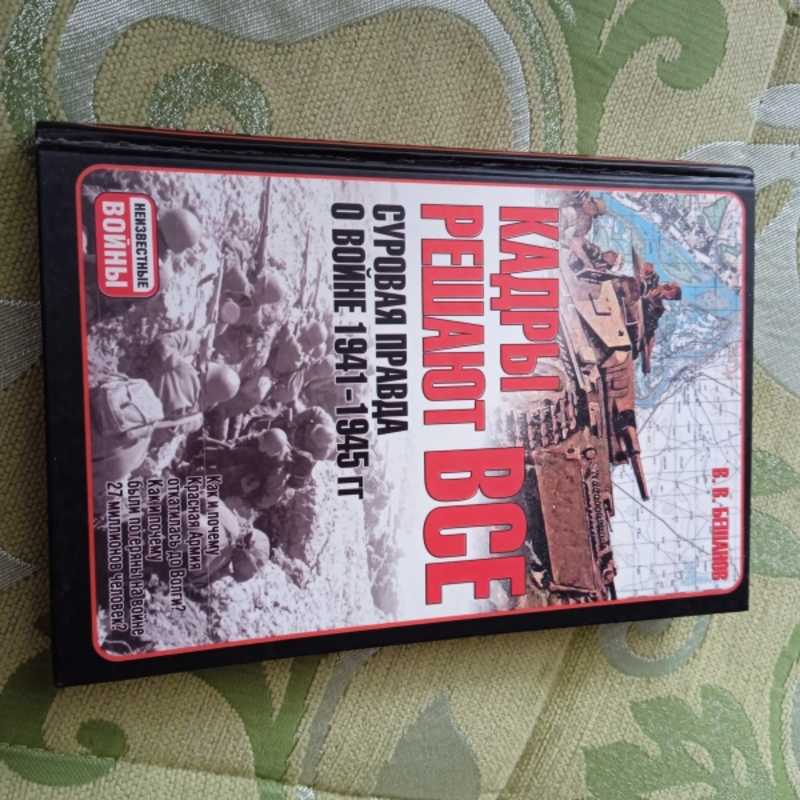 В. В. БЕШАНОВ
КАДРЫ
РЕШАЮТ ВСЕ
СУРОВАЯ ПРАВДА
О ВОЙНЕ 1941-1945 ГГ
НЕИЗВЕСТНЫЕ
ВОЙНЫ
Как и почему
Красная Армия
откатилась до Волги?
Как и почему
были потеряны на войне
27 миллионов человек?